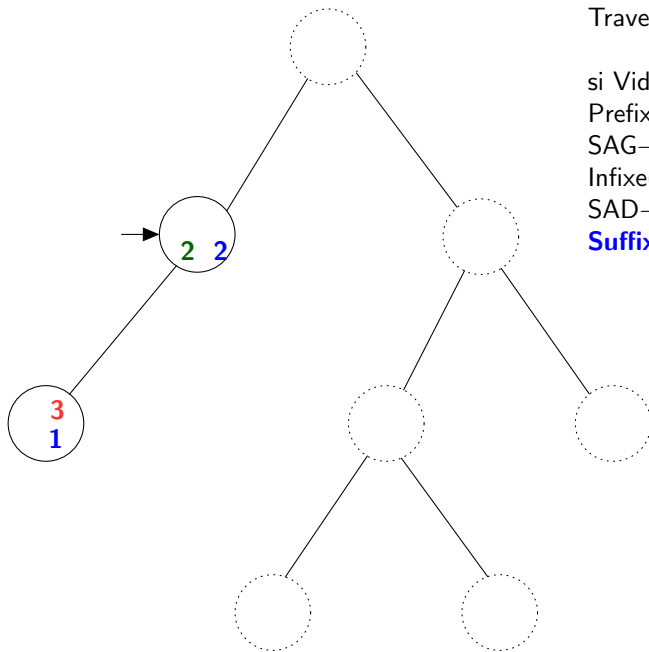 Trave
si Vid
Prefix
SAG–
Infixe
SAD–
Suffix
2 2
3
1